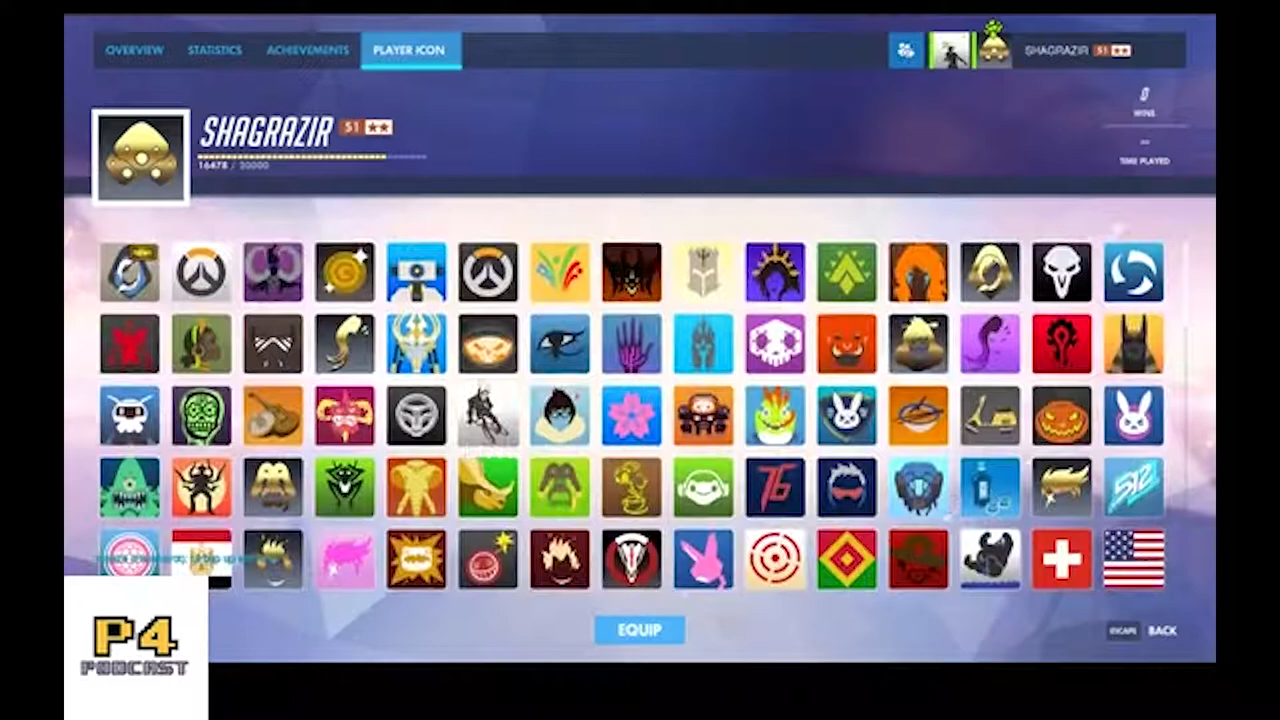 OVERVIEW STATISTICS ACHIEVEMENTS PLAYER ICON SHAGRAZIR 51
0
WINS
SHAGRAZIR 51
--
16478 / 20000
TIME PLAYED
76
512
EQUIP
ESCAPE BACK
P4
PODCAST